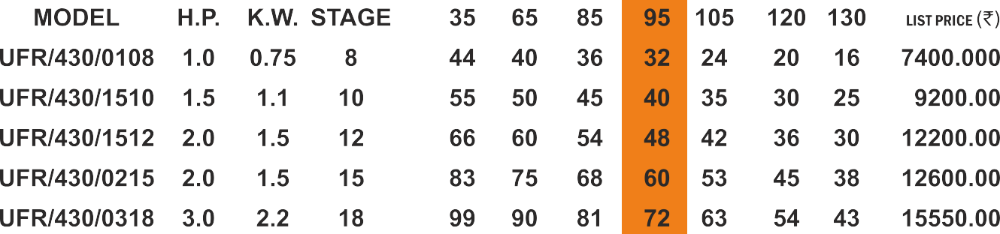 MODEL H.P. K.W. STAGE 35 65 85 95 105 120 130 LIST PRICE (₹)
UFR/430/0108 1.0 0.75 8 44 40 36 32 24 20 16 7400.000
UFR/430/1510 1.5 1.1 10 55 50 45 40 35 30 25 9200.00
UFR/430/1512 2.0 1.5 12 66 60 54 48 42 36 30 12200.00
UFR/430/0215 2.0 1.5 15 83 75 68 60 53 45 38 12600.00
UFR/430/0318 3.0 2.2 18 99 90 81 72 63 54 43 15550.00